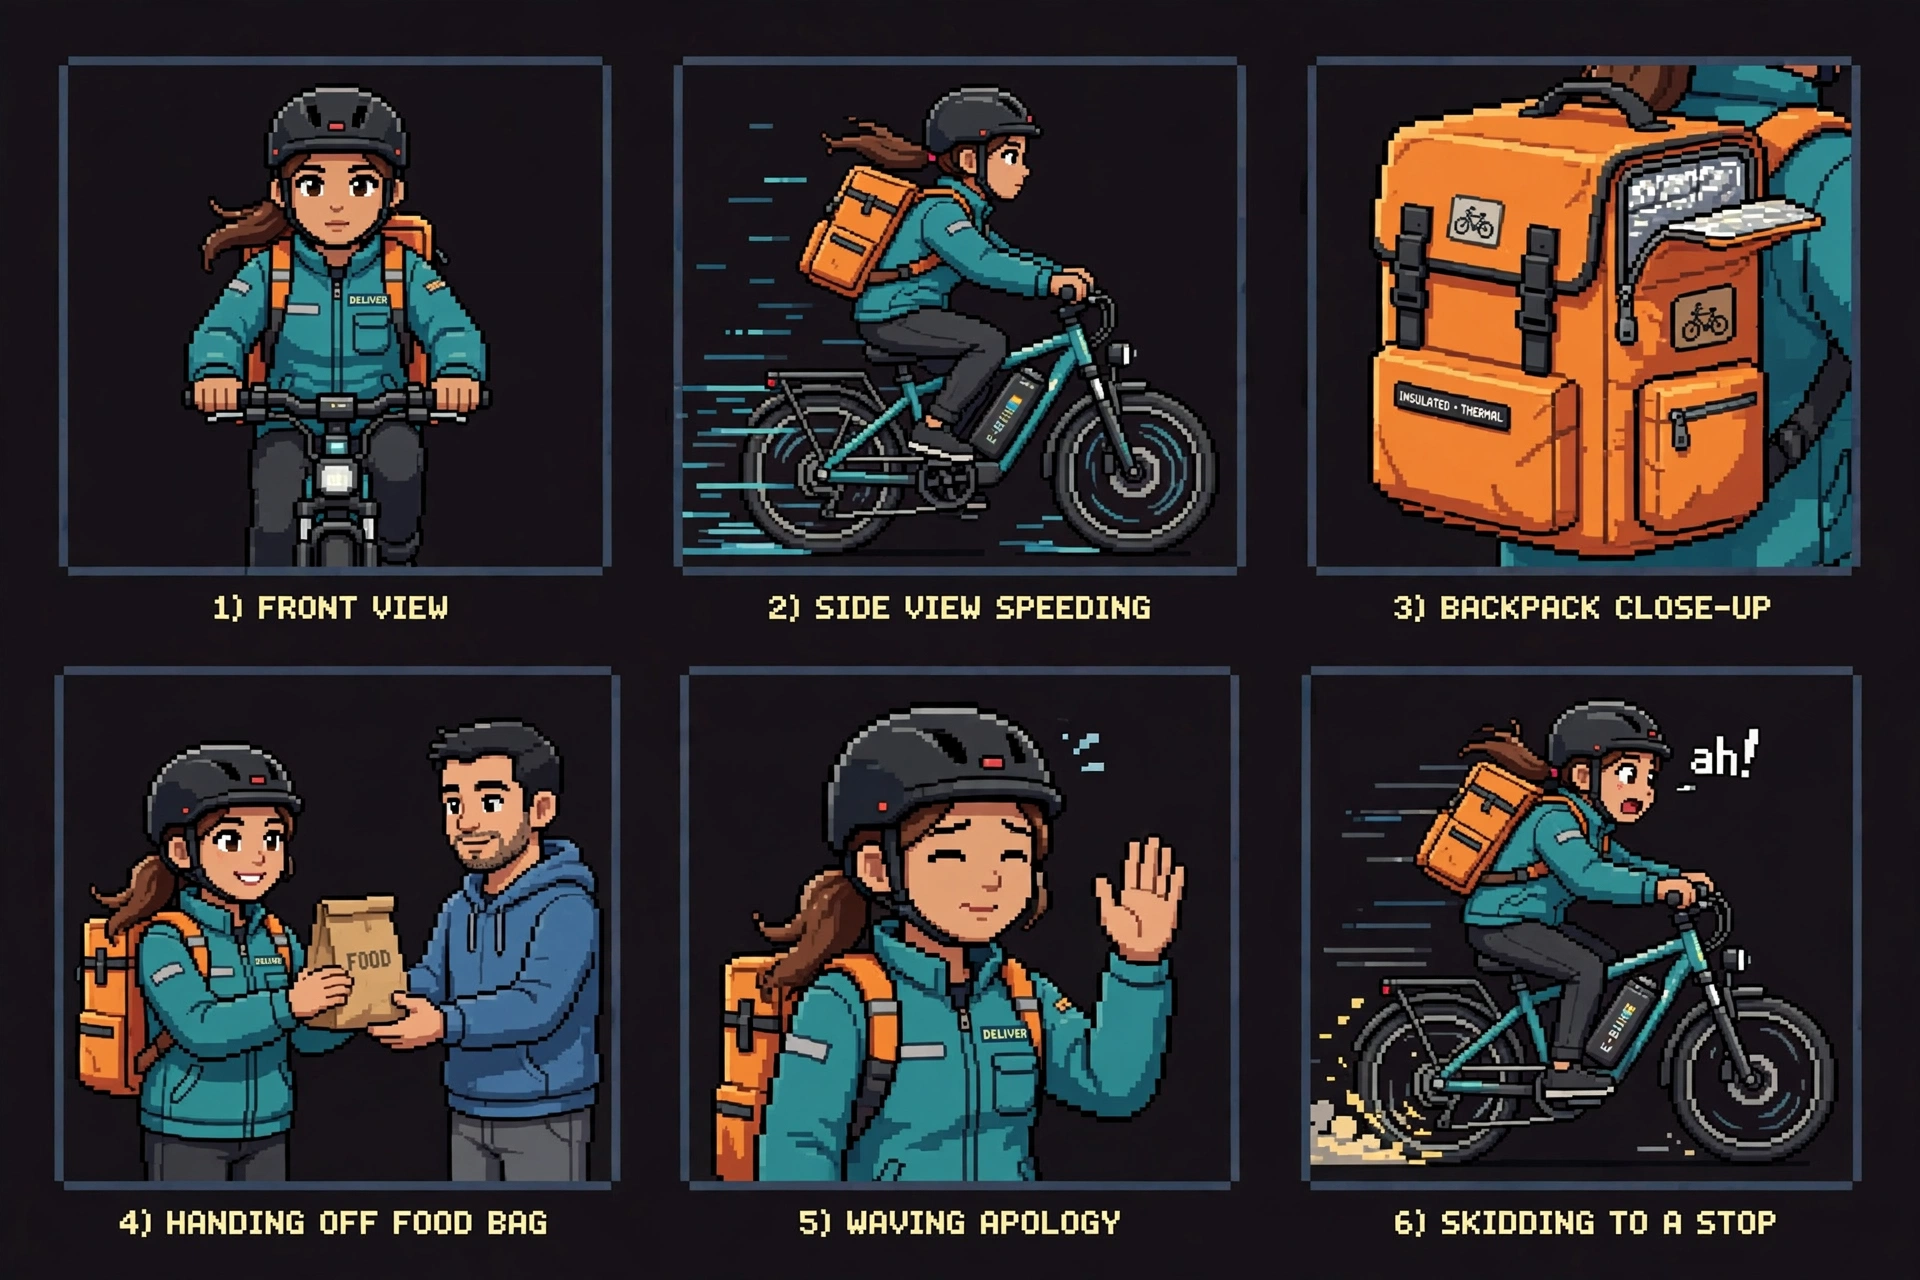 DELIVER
E-BIKE
INSULATED • THERMAL
1) FRONT VIEW
2) SIDE VIEW SPEEDING
3) BACKPACK CLOSE-UP
FOOD
DELIVER
ah!
E-BIKE
4) HANDING OFF FOOD BAG
5) WAVING APOLOGY
6) SKIDDING TO A STOP